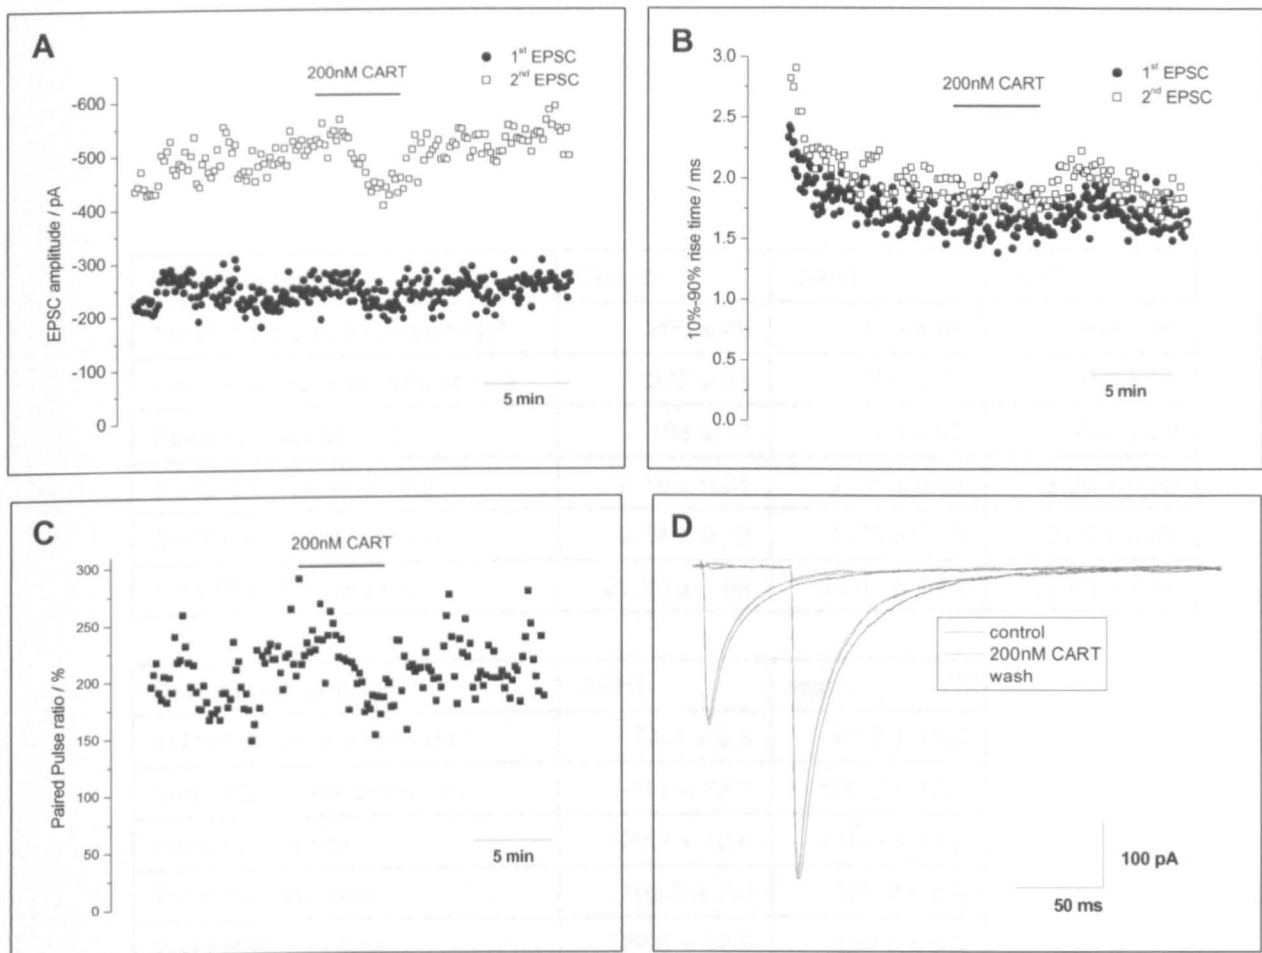 A
1st EPSC
2nd EPSC
200nM CART
-600
-500
-400
-300
-200
-100
0
EPSC amplitude / pA
5 min
B
3.0
2.5
2.0
1.5
1.0
0.5
0.0
10%-90% rise time / ms
200nM CART
1st EPSC
2nd EPSC
5 min
C
200nM CART
300
250
200
150
100
50
0
Paired Pulse ratio / %
5 min
D
control
200nM CART
wash
100 pA
50 ms